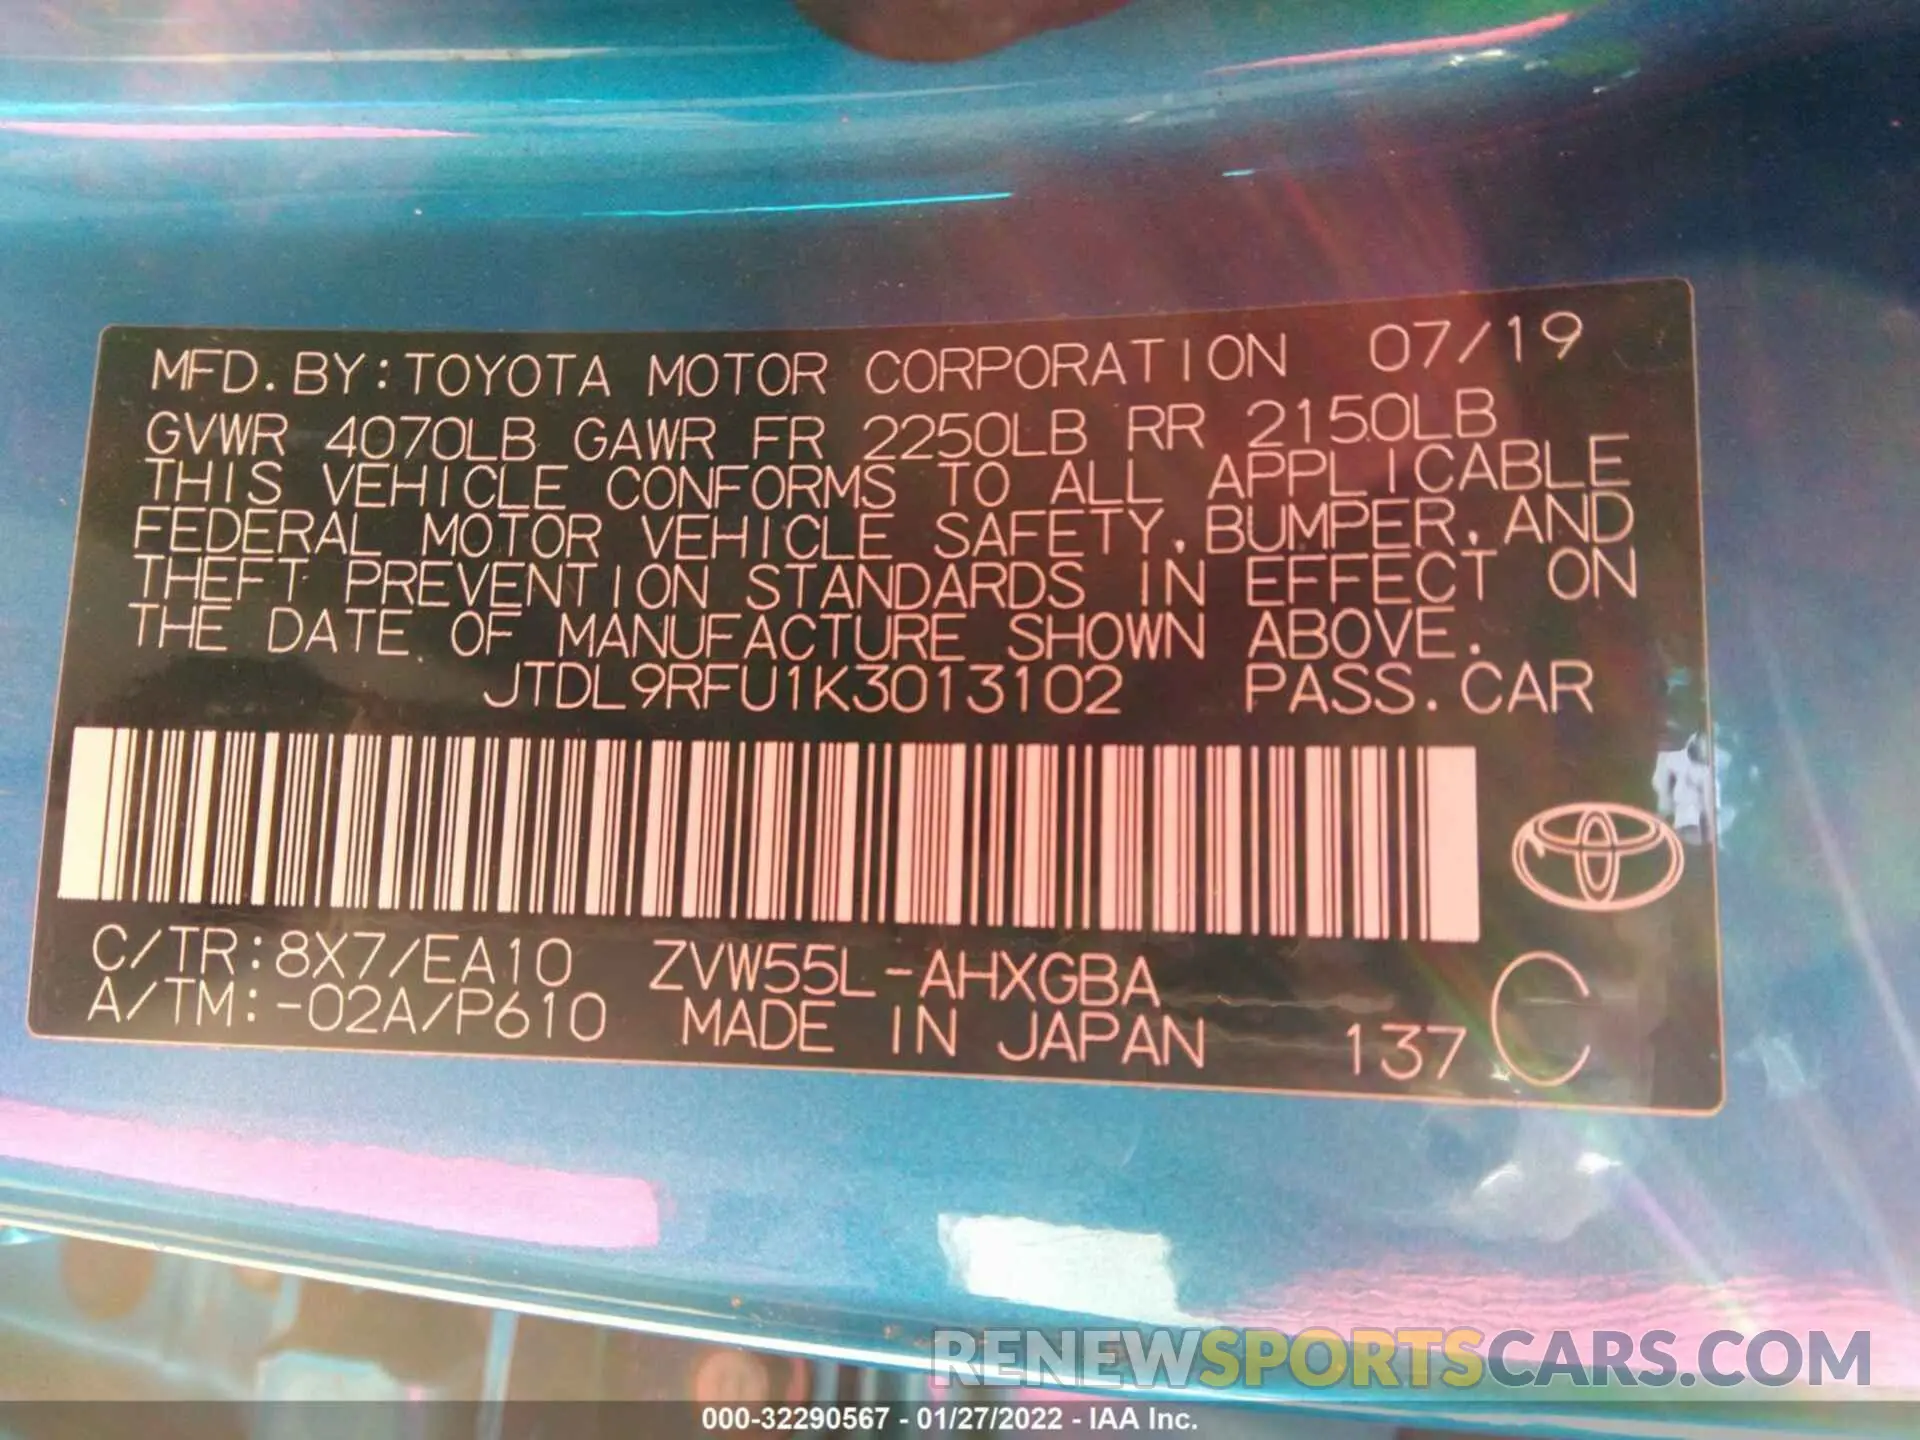 MFD. BY: TOYOTA MOTOR CORPORATION 07/19
GVWR 4070LB GAWR FR 2250LB RR 2150LB
THIS VEHICLE CONFORMS TO ALL APPLICABLE
FEDERAL MOTOR VEHICLE SAFETY, BUMPER, AND
THEFT PREVENTION STANDARDS IN EFFECT ON
THE DATE OF MANUFACTURE SHOWN ABOVE.
JTDL9RFU1K3013102 PASS. CAR
C/TR: 8X7/EA10 ZVW55L-AHXGBA
A/TM: -02A/P610 MADE IN JAPAN 137 C
RENEWSPORTSCARS.COM
000-32290567 - 01/27/2022 - IAA Inc.